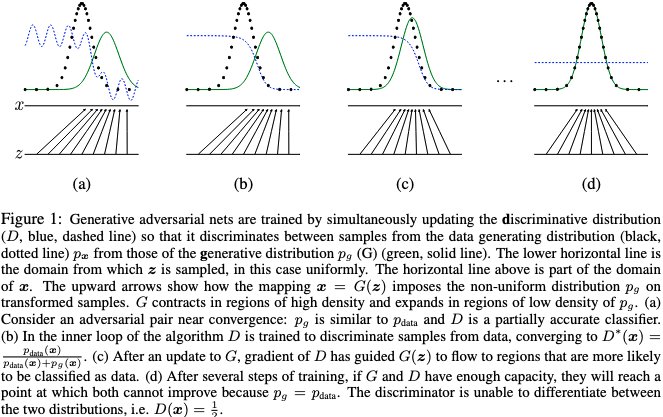 x
z
...
(a) (b) (c) (d)
Figure 1: Generative adversarial nets are trained by simultaneously updating the discriminative distribution
(D, blue, dashed line) so that it discriminates between samples from the data generating distribution (black,
dotted line) pₓ from those of the generative distribution p_g (G) (green, solid line). The lower horizontal line is
the domain from which z is sampled, in this case uniformly. The horizontal line above is part of the domain
of x. The upward arrows show how the mapping x = G(z) imposes the non-uniform distribution p_g on
transformed samples. G contracts in regions of high density and expands in regions of low density of p_g. (a)
Consider an adversarial pair near convergence: p_g is similar to p_data and D is a partially accurate classifier.
(b) In the inner loop of the algorithm D is trained to discriminate samples from data, converging to D*(x) =
p_data(x) / (p_data(x)+p_g(x)). (c) After an update to G, gradient of D has guided G(z) to flow to regions that are more likely
to be classified as data. (d) After several steps of training, if G and D have enough capacity, they will reach a
point at which both cannot improve because p_g = p_data. The discriminator is unable to differentiate between
the two distributions, i.e. D(x) = 1/2.